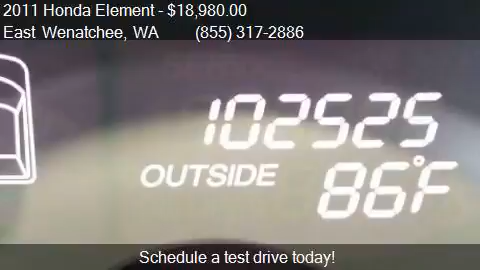 2011 Honda Element - $18,980.00
East Wenatchee, WA (855) 317-2886
102525
OUTSIDE 86°F
Schedule a test drive today!